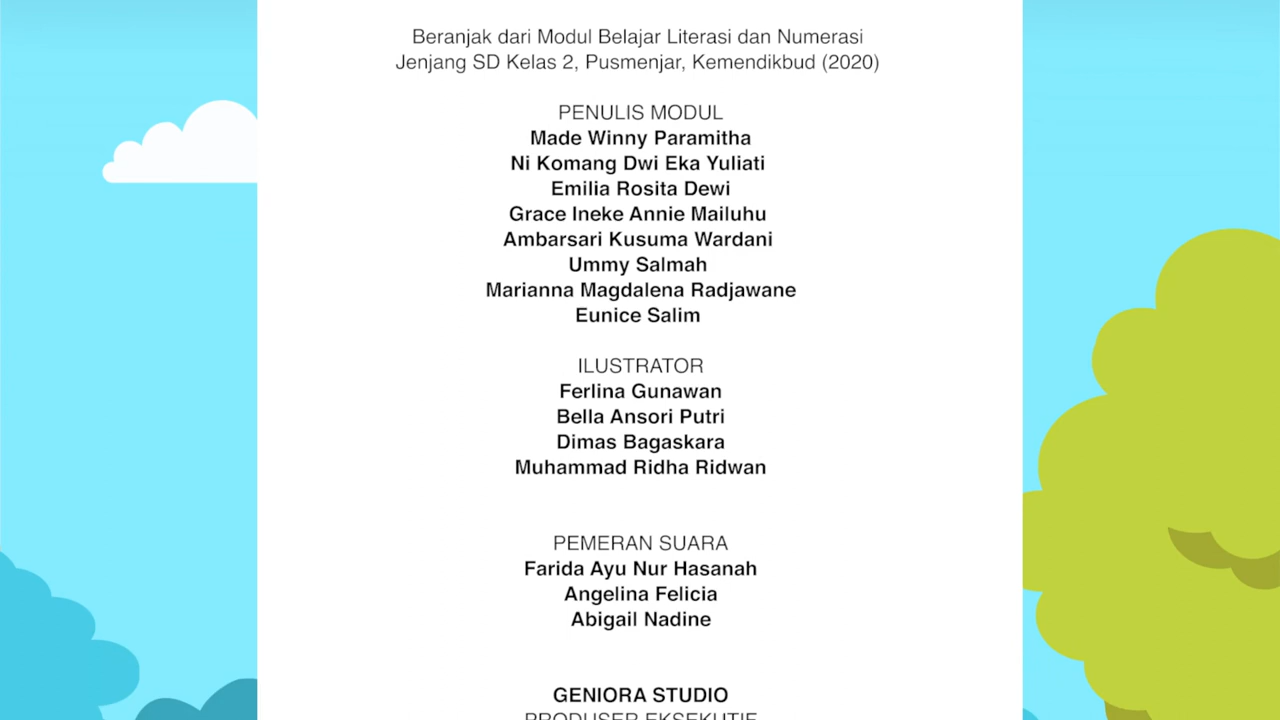 Beranjak dari Modul Belajar Literasi dan Numerasi
Jenjang SD Kelas 2, Pusmenjar, Kemendikbud (2020)
PENULIS MODUL
Made Winny Paramitha
Ni Komang Dwi Eka Yuliati
Emilia Rosita Dewi
Grace Ineke Annie Mailuhu
Ambarsari Kusuma Wardani
Ummy Salmah
Marianna Magdalena Radjawane
Eunice Salim
ILUSTRATOR
Ferlina Gunawan
Bella Ansori Putri
Dimas Bagaskara
Muhammad Ridha Ridwan
PEMERAN SUARA
Farida Ayu Nur Hasanah
Angelina Felicia
Abigail Nadine
GENIORA STUDIO
PRODUSER EKSEKUTIF